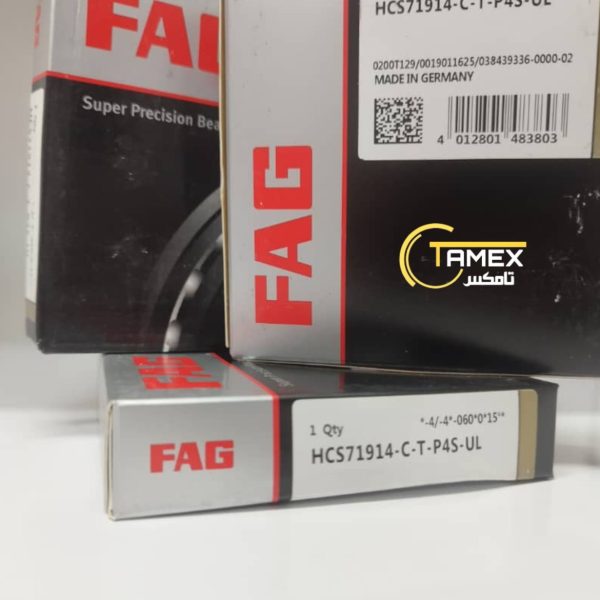 FAG
Super Precision Bea
HCS71914-C-T-P4S-UL
0200T129/0019011625/038439336-0000-02
MADE IN GERMANY
4 012801 483803
FAG
TAMEX
تامکس
FAG
FAG
1 Qty
*-4/-4*-060*0*15'*
HCS71914-C-T-P4S-UL